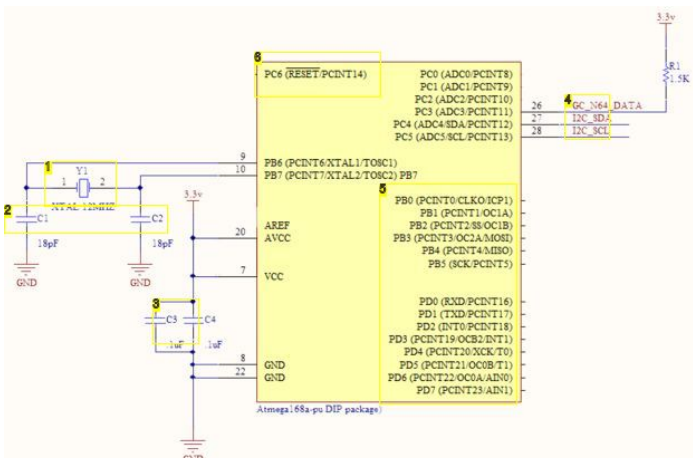 3.3v
6
PC6 (RESET/PCINT14)
PC0 (ADC0/PCINT8)
PC1 (ADC1/PCINT9)
PC2 (ADC2/PCINT10)
PC3 (ADC3/PCINT11)
PC4 (ADC4/SDA/PCINT12)
PC5 (ADC5/SCL/PCINT13)
R1
1.5K
4
26 GC_N64_DATA
27 I2C_SDA
28 I2C_SCL
9 PB6 (PCINT6/XTAL1/TOSC1)
10 PB7 (PCINT7/XTAL2/TOSC2) PB7
1
Y1
1 2
XTAL 12MHZ
2
C1
18pF
C2
18pF
GND
GND
3.3v
20
AREF
AVCC
7 VCC
5
PB0 (PCINT0/CLKO/ICP1)
PB1 (PCINT1/OC1A)
PB2 (PCINT2/SS/OC1B)
PB3 (PCINT3/OC2A/MOSI)
PB4 (PCINT4/MISO)
PB5 (SCK/PCINT5)
3
C3
C4
.1uF
.1uF
PD0 (RXD/PCINT16)
PD1 (TXD/PCINT17)
PD2 (INT0/PCINT18)
PD3 (PCINT19/OCB2/INT1)
PD4 (PCINT20/XCK/T0)
PD5 (PCINT21/OC0B/T1)
PD6 (PCINT22/OC0A/AIN0)
PD7 (PCINT23/AIN1)
8 GND
22 GND
Atmega168a-pu DIP package)
GND